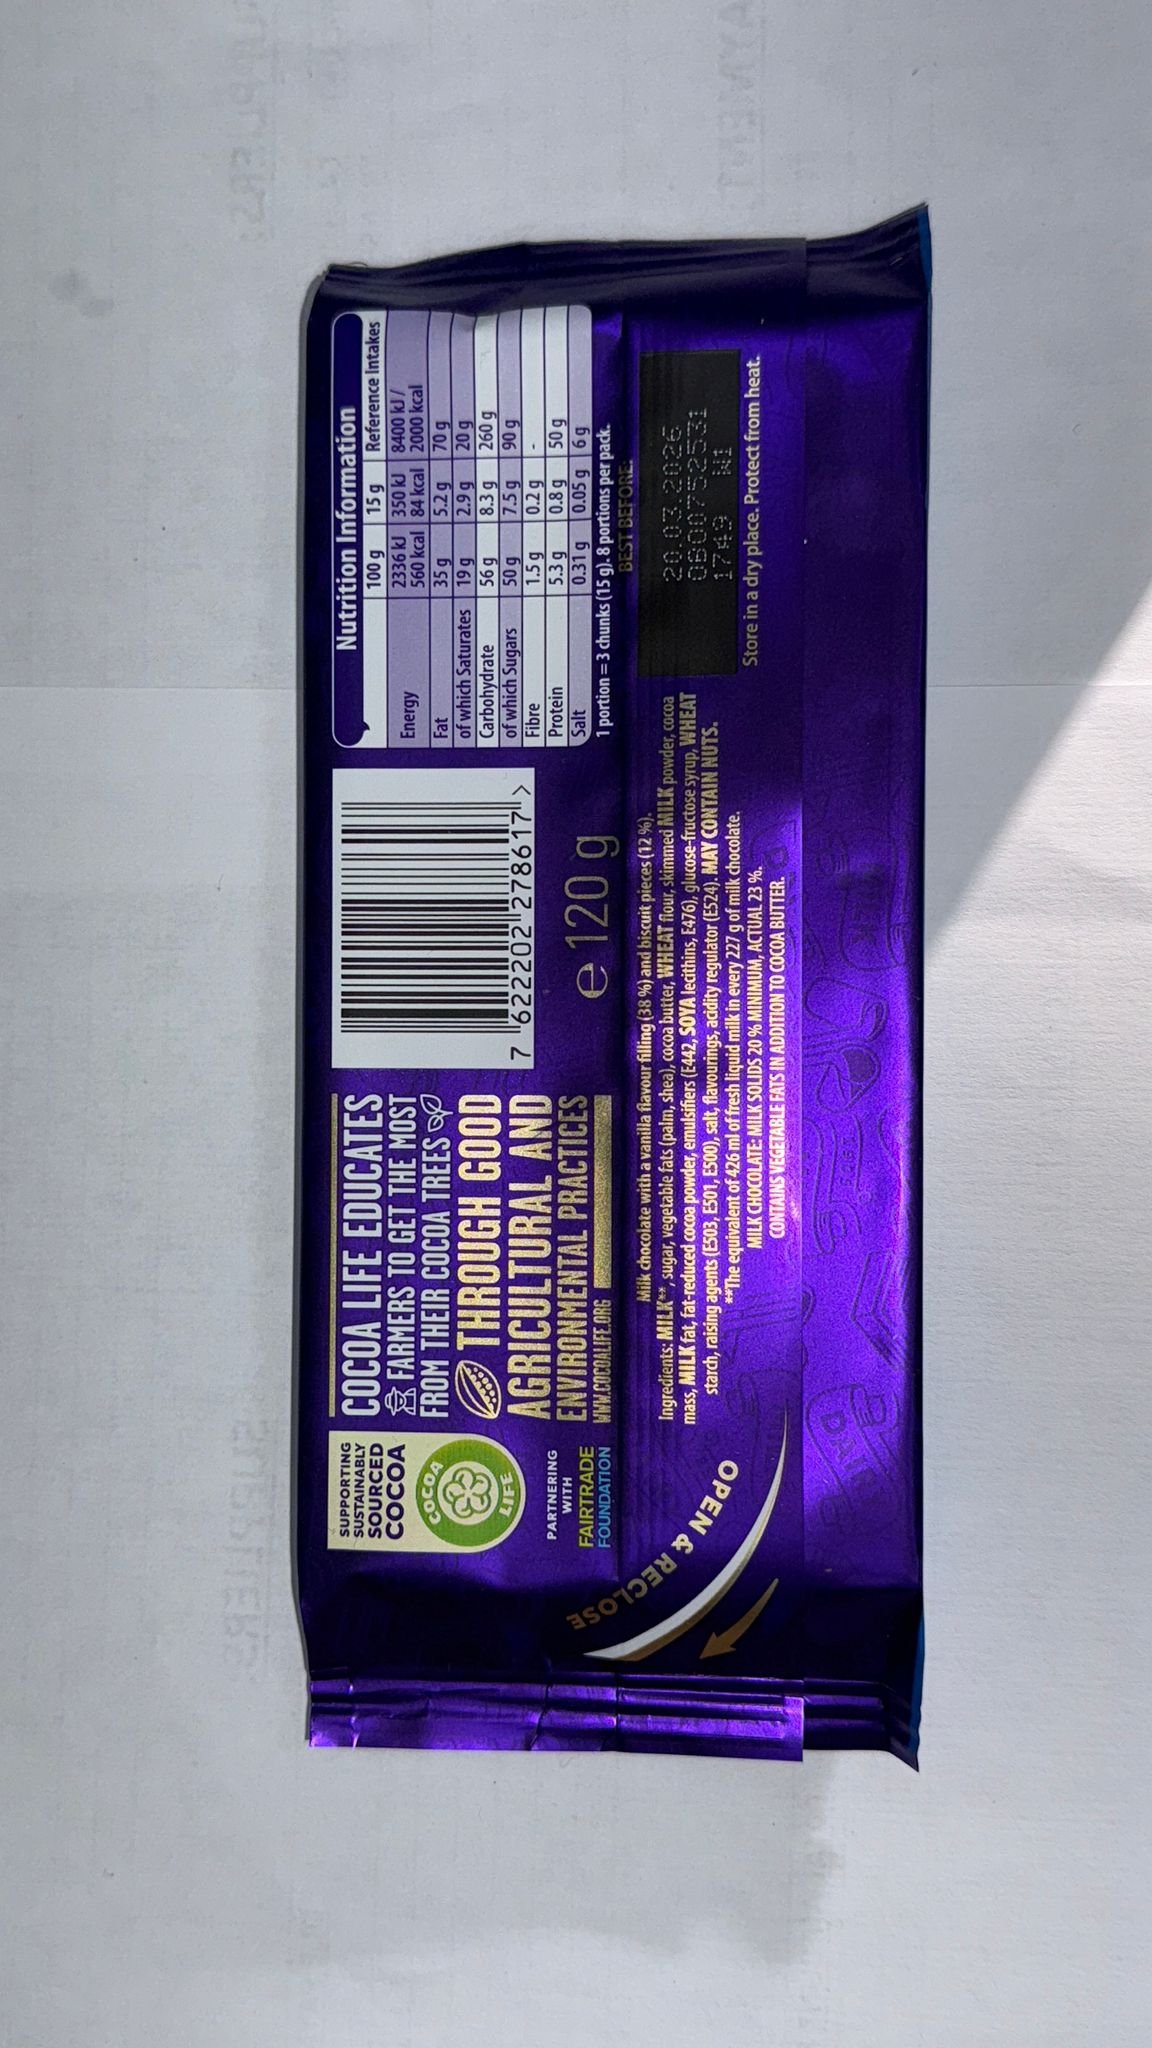 SUPPORTING
SUSTAINABLY
SOURCED
COCOA
COCOA
LIFE
PARTNERING
WITH
FAIRTRADE
FOUNDATION
COCOA LIFE EDUCATES
FARMERS TO GET THE MOST
FROM THEIR COCOA TREES
THROUGH GOOD
AGRICULTURAL AND
ENVIRONMENTAL PRACTICES
WWW.COCOALIFE.ORG
7 622202 278617 >
e 120 g
Nutrition Information
100 g 15 g Reference Intakes
Energy 2336 kJ 350 kJ 8400 kJ /
560 kcal 84 kcal 2000 kcal
Fat 35 g 5.2 g 70 g
of which Saturates 19 g 2.9 g 20 g
Carbohydrate 56 g 8.3 g 260 g
of which Sugars 50 g 7.5 g 90 g
Fibre 1.5 g 0.2 g -
Protein 5.3 g 0.8 g 50 g
Salt 0.31 g 0.05 g 6 g
1 portion = 3 chunks (15 g). 8 portions per pack.
BEST BEFORE:
20.03.2026
OBO0752531
1749 W1
Store in a dry place. Protect from heat.
OPEN & RECLOSE
Milk chocolate with a vanilla flavour filling (38 %) and biscuit pieces (12 %).
Ingredients: MILK**, sugar, vegetable fats (palm, shea), cocoa butter, WHEAT flour, skimmed MILK powder, cocoa
mass, MILK fat, fat-reduced cocoa powder, emulsifiers (E442, SOYA lecithins, E476), glucose-fructose syrup, WHEAT
starch, raising agents (E503, E501, E500), salt, flavourings, acidity regulator (E524). MAY CONTAIN NUTS.
**The equivalent of 426 ml of fresh liquid milk in every 227 g of milk chocolate.
MILK CHOCOLATE: MILK SOLIDS 20 % MINIMUM, ACTUAL 23 %.
CONTAINS VEGETABLE FATS IN ADDITION TO COCOA BUTTER.